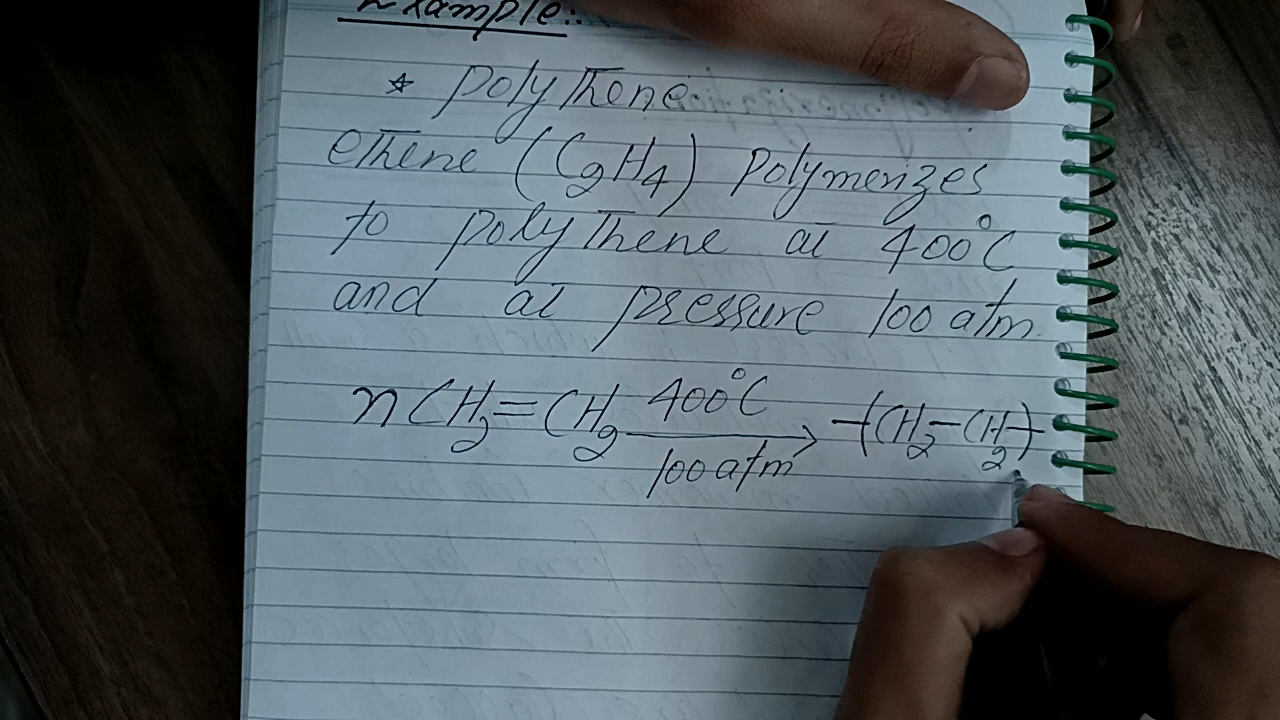 Example:
* polyThene
eThene (C2H4) Polymerizes
to polyThene at 400°C
and at pressure 100 atm
nCH2=CH2 400°C 100 atm → -(CH2-CH2)-